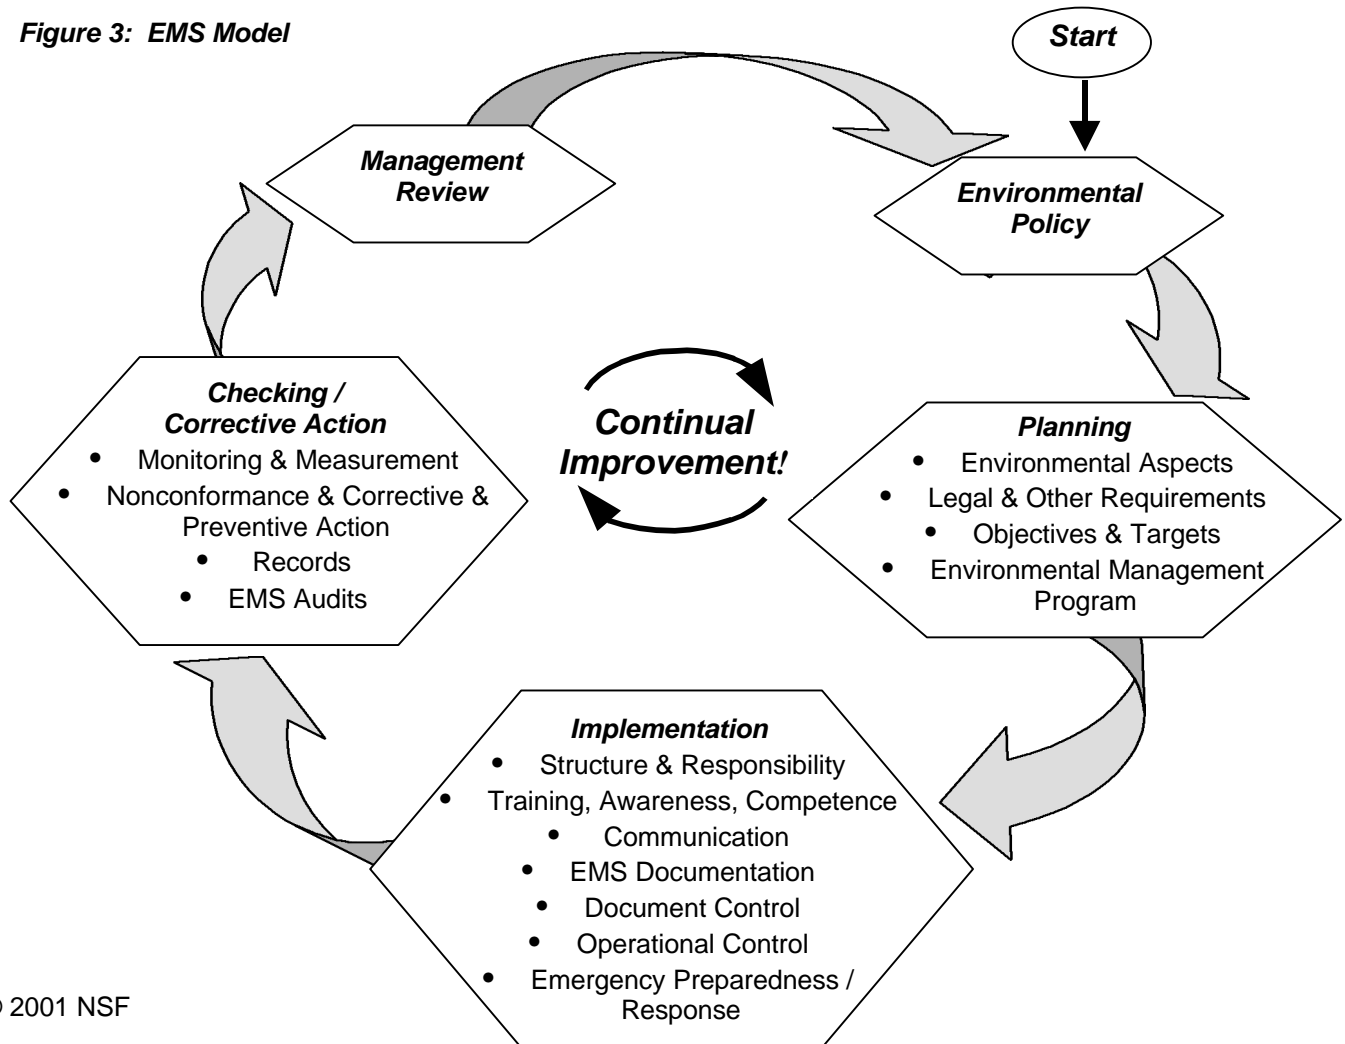 Figure 3: EMS Model
Start
Management
Review
Environmental
Policy
Checking /
Corrective Action
• Monitoring & Measurement
• Nonconformance & Corrective &
Preventive Action
• Records
• EMS Audits
Continual
Improvement!
Planning
• Environmental Aspects
• Legal & Other Requirements
• Objectives & Targets
• Environmental Management
Program
Implementation
• Structure & Responsibility
• Training, Awareness, Competence
• Communication
• EMS Documentation
• Document Control
• Operational Control
• Emergency Preparedness /
Response
© 2001 NSF